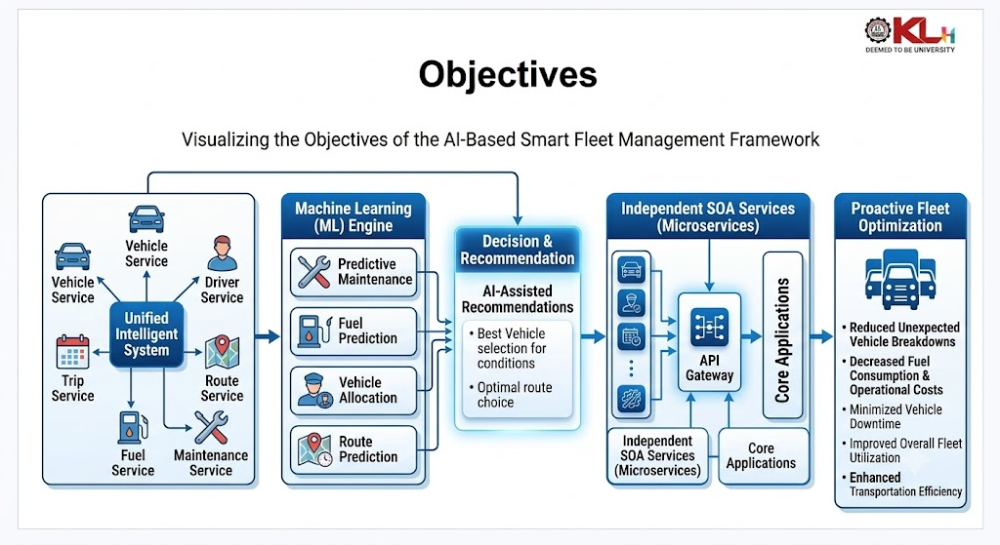 KLH
DEEMED TO BE UNIVERSITY
Objectives
Visualizing the Objectives of the AI-Based Smart Fleet Management Framework
Vehicle
Service
Vehicle
Service
Driver
Service
Unified
Intelligent
System
Trip
Service
Route
Service
Fuel
Service
Maintenance
Service
Machine Learning
(ML) Engine
Predictive
Maintenance
Fuel
Prediction
Vehicle
Allocation
Route
Prediction
Decision &
Recommendation
AI-Assisted
Recommendations
• Best Vehicle
selection for
conditions
• Optimal route
choice
Independent SOA Services
(Microservices)
API
Gateway
Core Applications
Independent
SOA Services
(Microservices)
Core
Applications
Proactive Fleet
Optimization
• Reduced Unexpected
Vehicle Breakdowns
• Decreased Fuel
Consumption &
Operational Costs
• Minimized Vehicle
Downtime
• Improved Overall Fleet
Utilization
• Enhanced
Transportation Efficiency